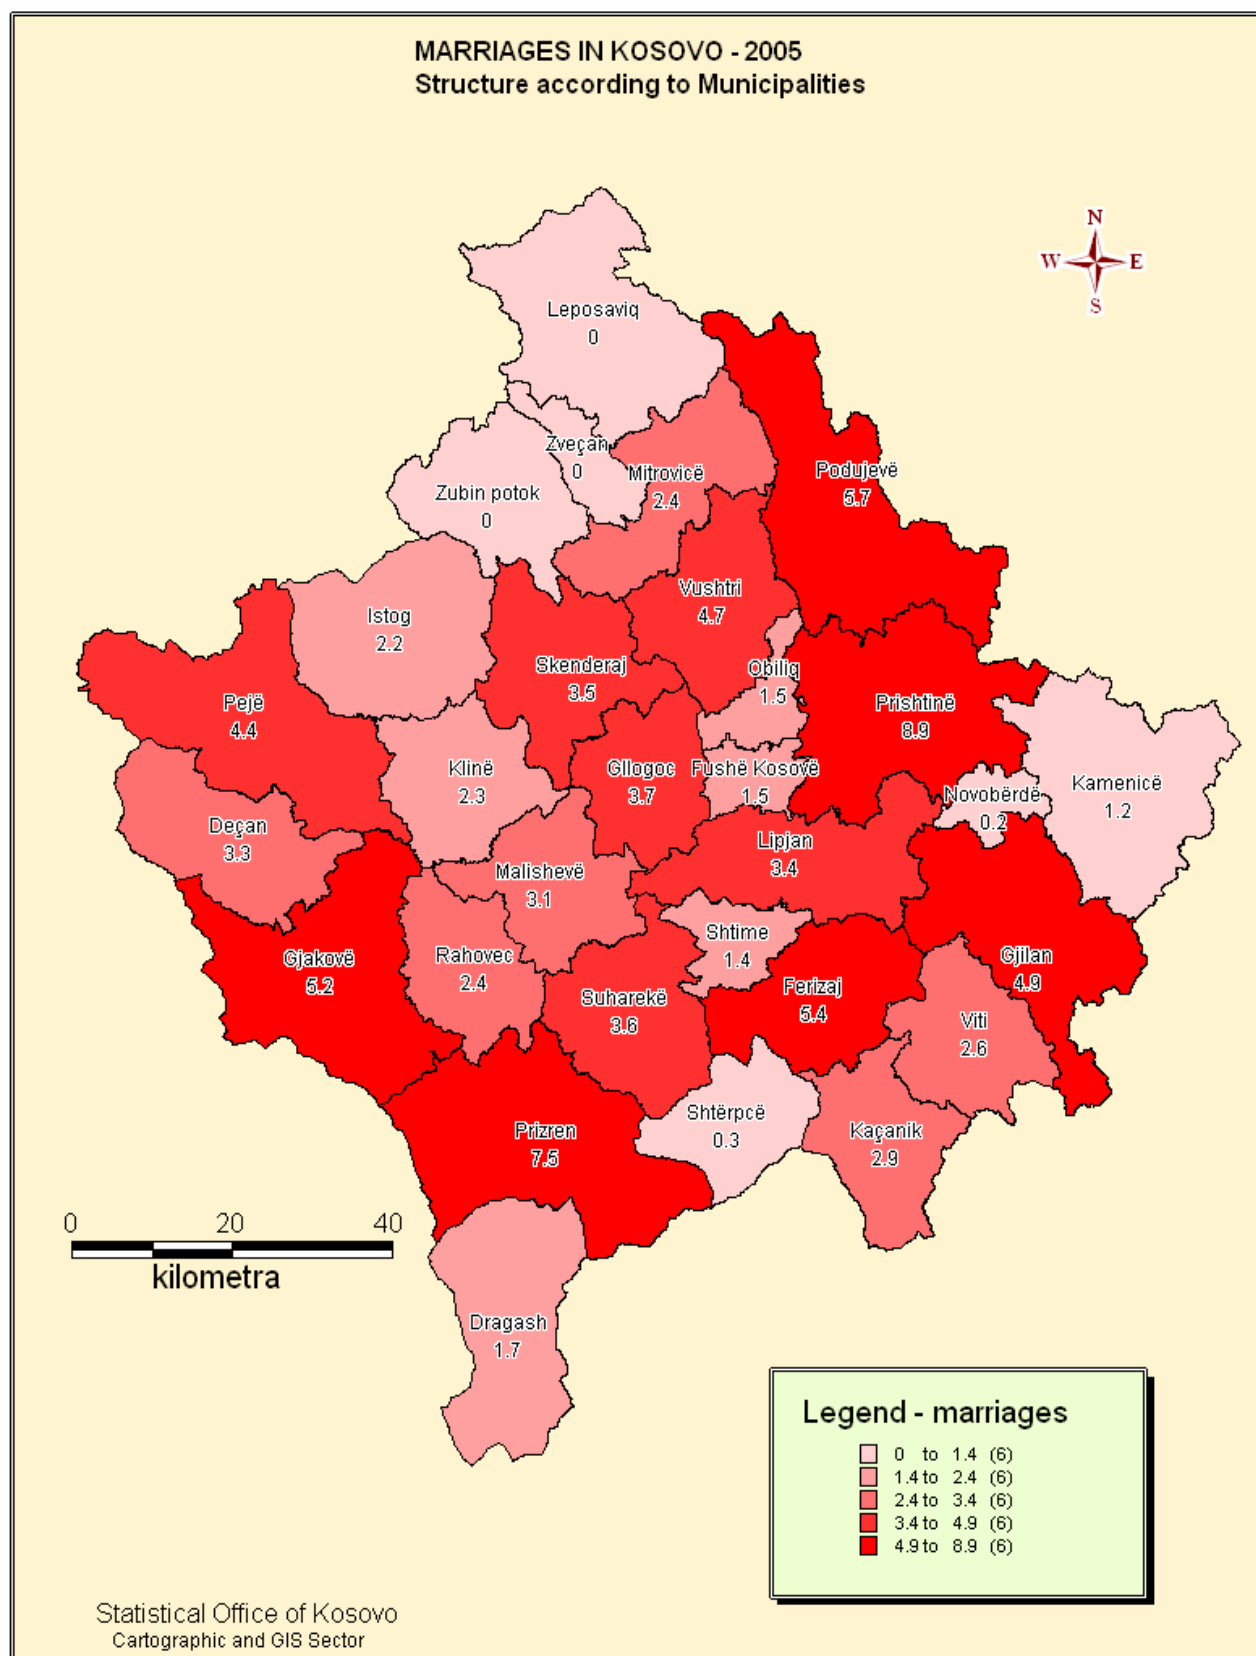 MARRIAGES IN KOSOVO - 2005
Structure according to Municipalities
N
W E
S
Leposaviq
0
Zveçan
0
Zubin potok
0
Mitrovicë
2.4
Podujevë
5.7
Vushtri
4.7
Istog
2.2
Skenderaj
3.5
Obiliq
1.5
Pejë
4.4
Prishtinë
8.9
Klinë
2.3
Gllogoc
3.7
Fushë Kosovë
1.5
Novobërdë
0.2
Kamenicë
1.2
Deçan
3.3
Lipjan
3.4
Malishevë
3.1
Shtime
1.4
Gjakovë
5.2
Rahovec
2.4
Gjilan
4.9
Suharekë
3.6
Ferizaj
5.4
Viti
2.6
Shtërpcë
0.3
Kaçanik
2.9
Prizren
7.5
0 20 40
kilometra
Dragash
1.7
Legend - marriages
0 to 1.4 (6)
1.4 to 2.4 (6)
2.4 to 3.4 (6)
3.4 to 4.9 (6)
4.9 to 8.9 (6)
Statistical Office of Kosovo
Cartographic and GIS Sector